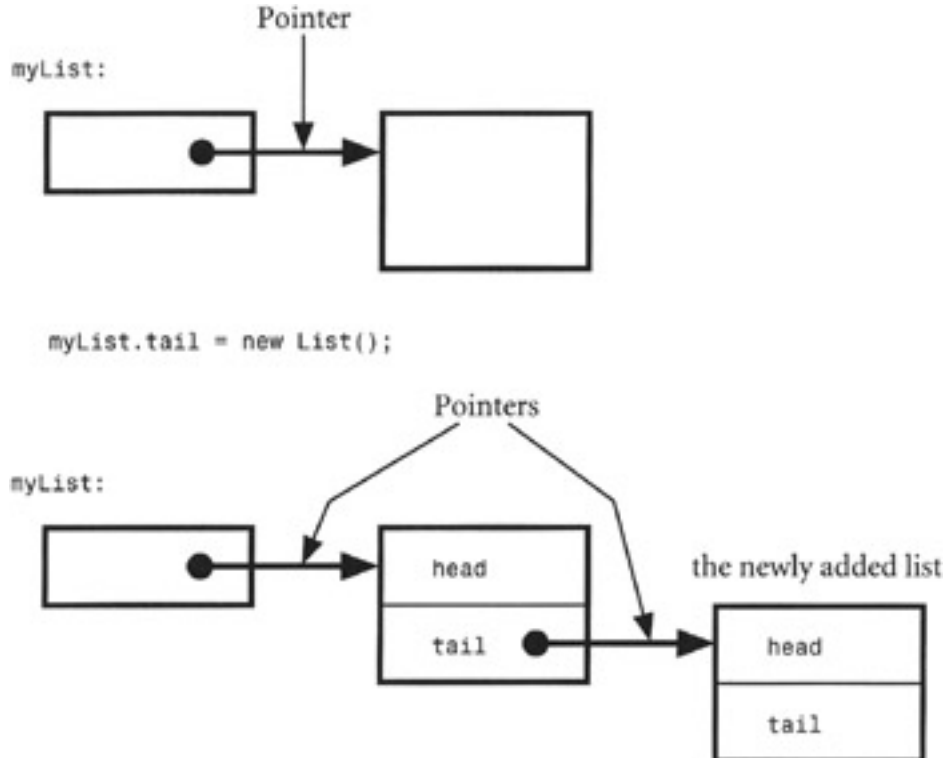 Pointer
myList:
myList.tail = new List();
Pointers
myList:
head
the newly added list
tail
head
tail